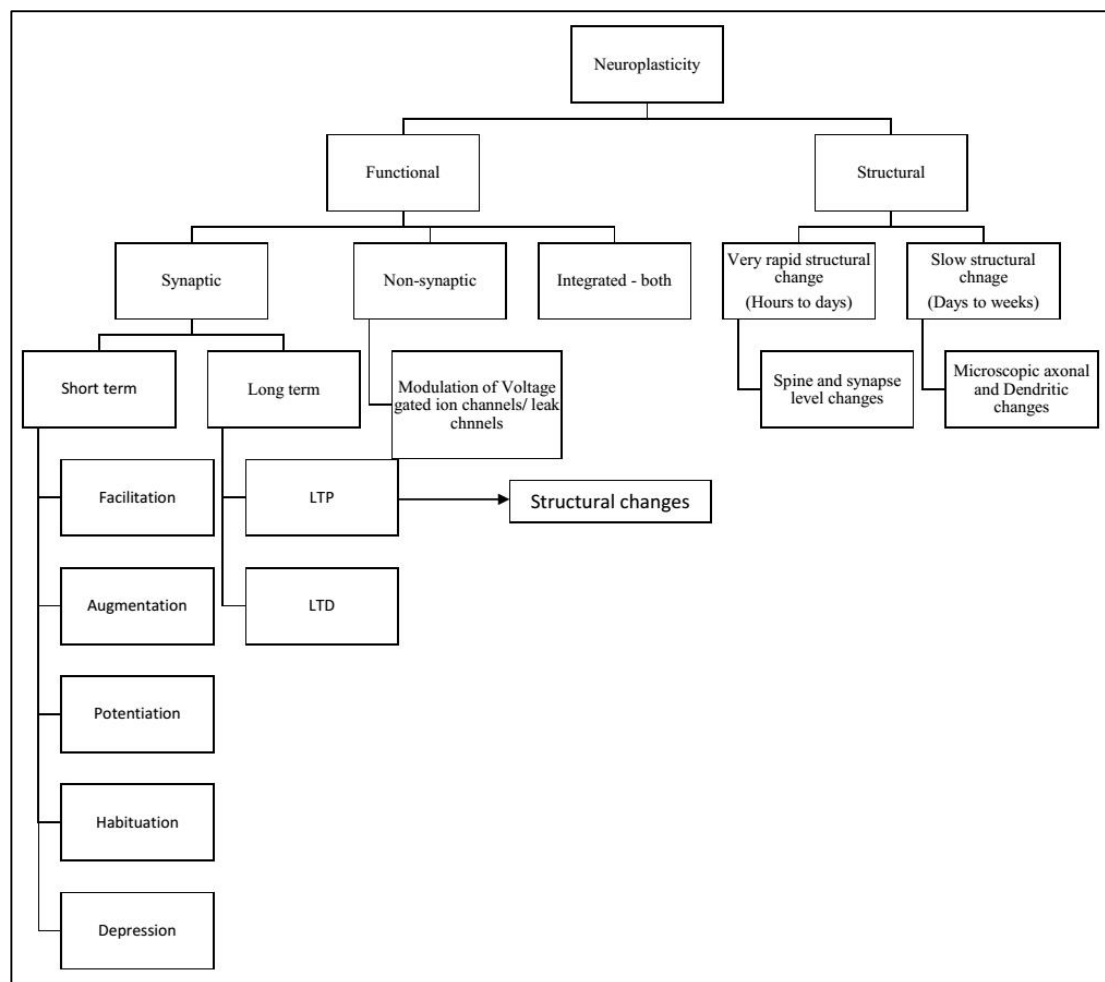 Neuroplasticity
Functional
Structural
Synaptic
Non-synaptic
Integrated - both
Very rapid structural
change
(Hours to days)
Slow structural
chnage
(Days to weeks)
Short term
Long term
Modulation of Voltage
gated ion channels/ leak
chnnels
Spine and synapse
level changes
Microscopic axonal
and Dendritic
changes
Facilitation
LTP
Structural changes
Augmentation
LTD
Potentiation
Habituation
Depression